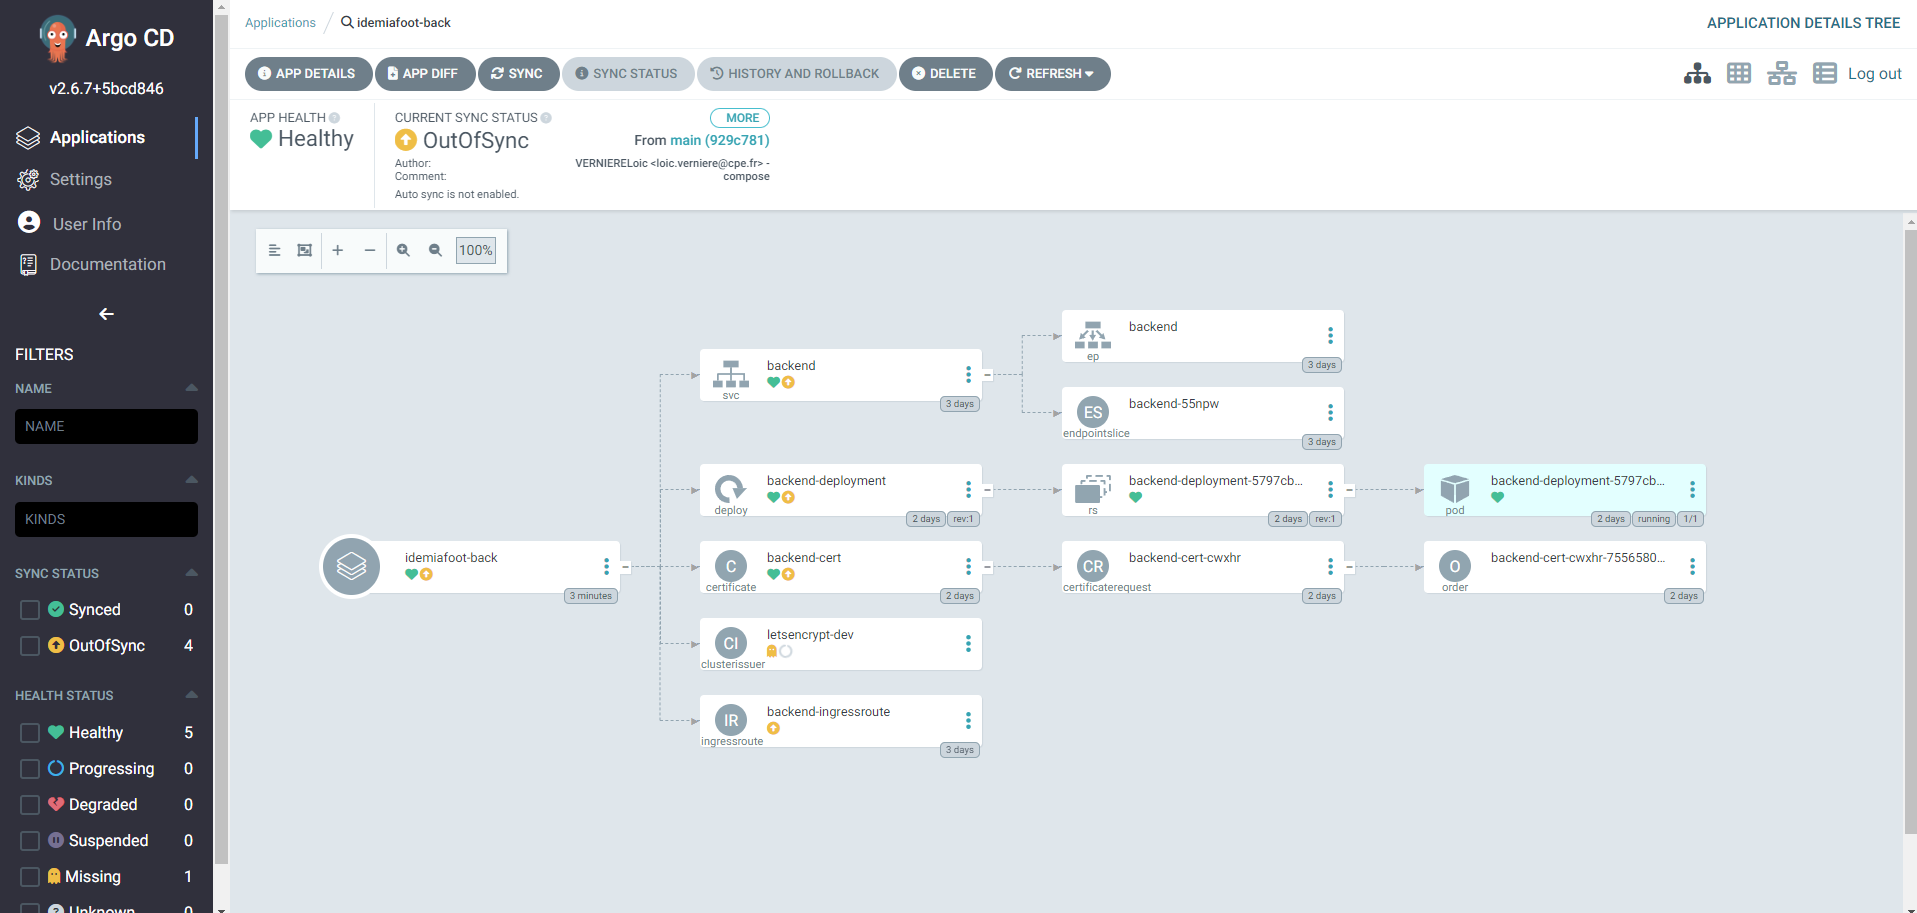 Argo CD
v2.6.7+5bcd846
Applications
Settings
User Info
Documentation
FILTERS
NAME
NAME
KINDS
KINDS
SYNC STATUS
Synced 0
OutOfSync 4
HEALTH STATUS
Healthy 5
Progressing 0
Degraded 0
Suspended 0
Missing 1
Unknown 0
Applications / idemiafoot-back
APPLICATION DETAILS TREE
APP DETAILS APP DIFF SYNC SYNC STATUS HISTORY AND ROLLBACK DELETE REFRESH
Log out
APP HEALTH
Healthy
CURRENT SYNC STATUS
MORE
OutOfSync
From main (929c781)
Author: VERNIERELoic <loic.verniere@cpe.fr> -
Comment: compose
Auto sync is not enabled.
100%
idemiafoot-back
3 minutes
backend
svc
3 days
backend
ep
3 days
ES
backend-55npw
endpointslice
3 days
backend-deployment
deploy
2 days rev:1
backend-deployment-5797cb...
rs
2 days rev:1
backend-deployment-5797cb...
pod
2 days running 1/1
C
backend-cert
certificate
2 days
CR
backend-cert-cwxhr
certificaterequest
2 days
O
backend-cert-cwxhr-7556580...
order
2 days
CI
letsencrypt-dev
clusterissuer
IR
backend-ingressroute
ingressroute
3 days